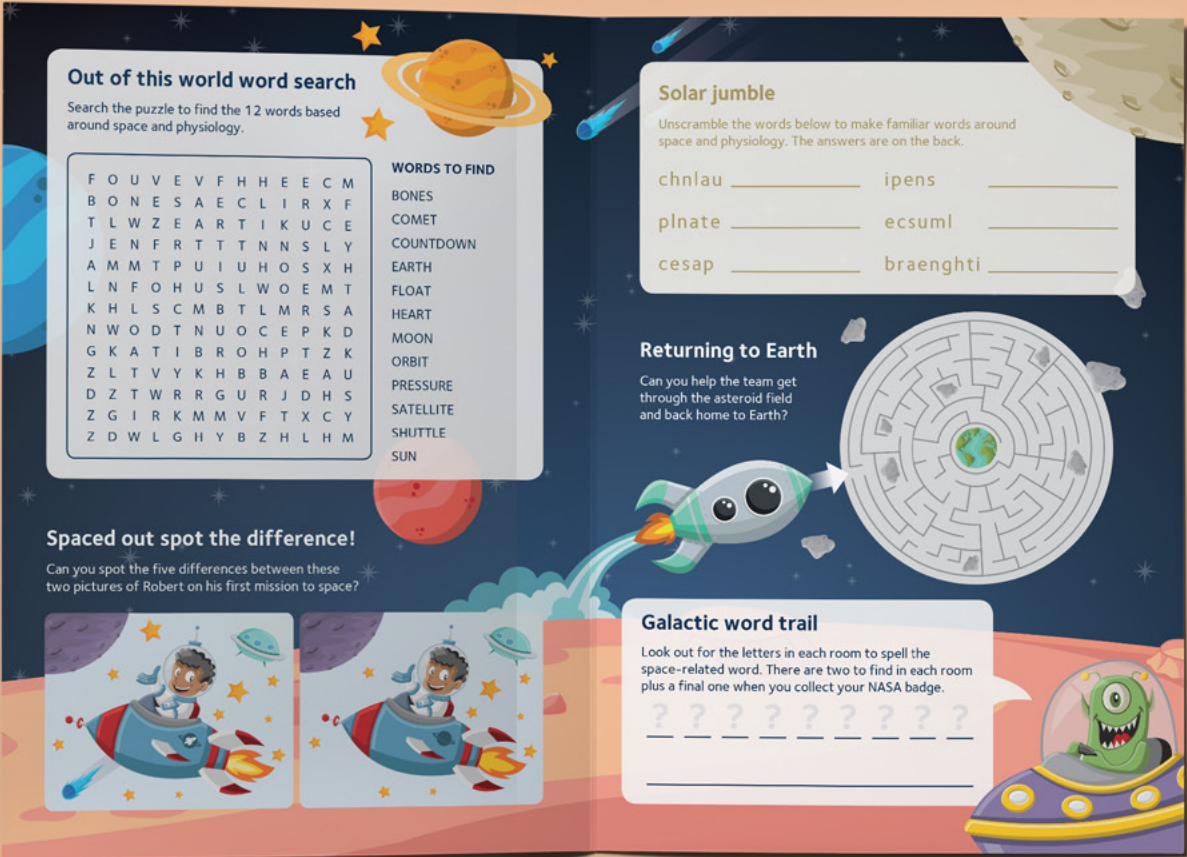 Out of this world word search
Search the puzzle to find the 12 words based
around space and physiology.
F O U V E V F H H E E C M
B O N E S A E C L I R X F
T L W Z E A R T I K U C E
J E N F R T T T N N S L Y
A M M T P U I U H O S X H
L N F O H U S L W O E M T
K H L S C M B T L M R S A
N W O D T N U O C E P K D
G K A T I B R O H P T Z K
Z L T V Y K H B B A E A U
D Z T W R R G U R J D H S
Z G I R K M M V F T X C Y
Z D W L G H Y B Z H L H M
WORDS TO FIND
BONES
COMET
COUNTDOWN
EARTH
FLOAT
HEART
MOON
ORBIT
PRESSURE
SATELLITE
SHUTTLE
SUN
Spaced out spot the difference!
Can you spot the five differences between these
two pictures of Robert on his first mission to space?
Solar jumble
Unscramble the words below to make familiar words around
space and physiology. The answers are on the back.
chnlau ipens
plnate ecsuml
cesap braenghti
Returning to Earth
Can you help the team get
through the asteroid field
and back home to Earth?
Galactic word trail
Look out for the letters in each room to spell the
space-related word. There are two to find in each room
plus a final one when you collect your NASA badge.
? ? ? ? ? ? ? ? ?